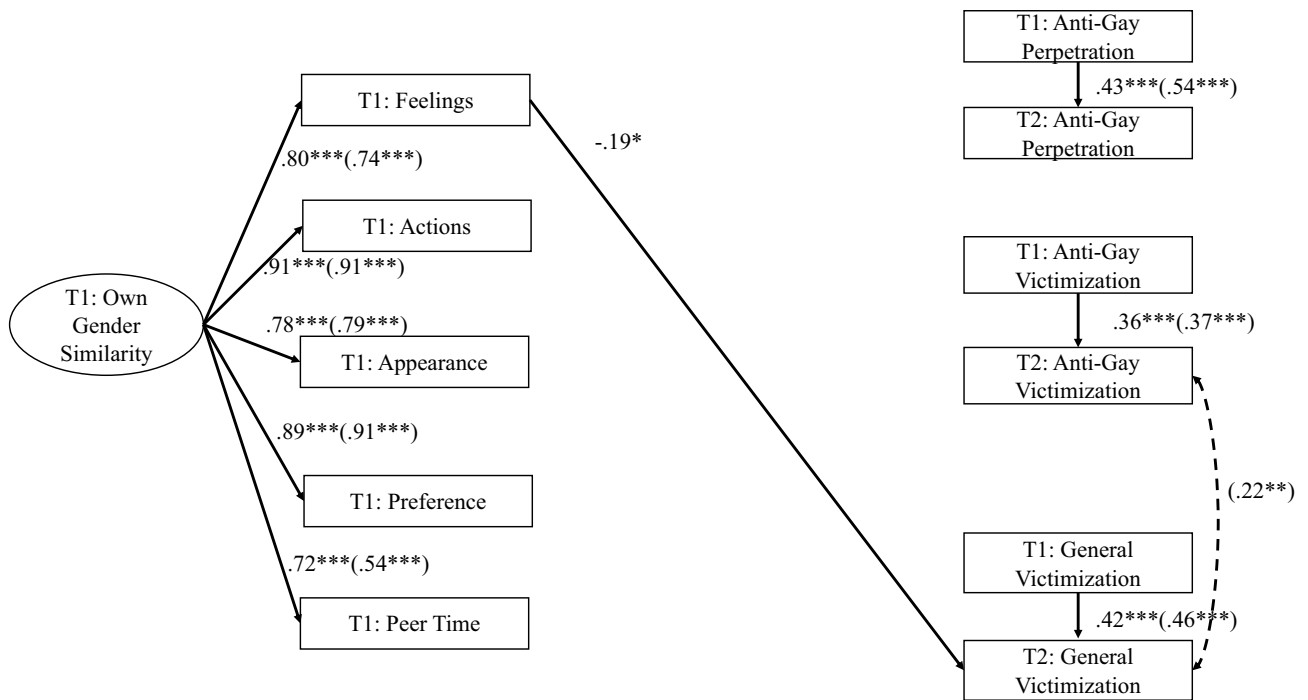 T1: Anti-Gay
Perpetration
.43***(.54***)
T2: Anti-Gay
Perpetration
T1: Feelings
-.19*
.80***(.74***)
T1: Actions
.91***(.91***)
T1: Own
Gender
Similarity
.78***(.79***)
T1: Appearance
.89***(.91***)
T1: Preference
.72***(.54***)
T1: Peer Time
T1: Anti-Gay
Victimization
.36***(.37***)
T2: Anti-Gay
Victimization
(.22**)
T1: General
Victimization
.42***(.46***)
T2: General
Victimization